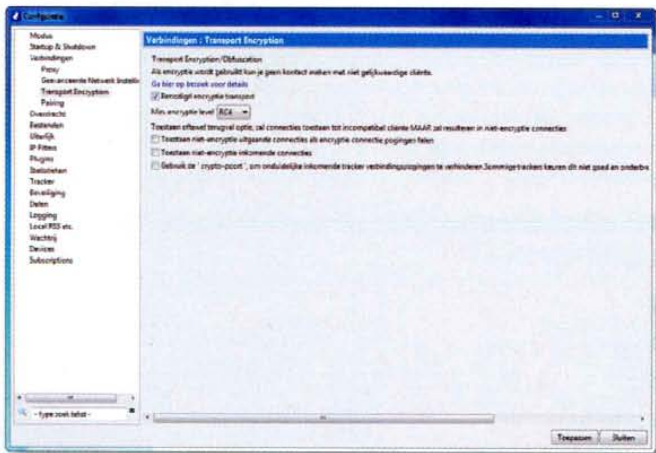 Configuratie
Modus
Startup & Shutdown
Verbindingen
Proxy
Geavanceerde Netwerk Instellin
Transport Encryption
Pairing
Overdracht
Bestanden
Uiterlijk
IP Filters
Plugins
Statistieken
Tracker
Beveiliging
Delen
Logging
Local RSS etc.
Wachtrij
Devices
Subscriptions
- type zoek tekst -
Verbindingen : Transport Encryption
Transport Encryption/Obfuscation
Als encryptie wordt gebruikt kun je geen kontact maken met niet gelijkwaardige cliënts.
Ga hier op bezoek voor details
Benodigd encryptie transport
Min. encryptie level RC4
Toestaan oftewel terugval optie, zal connecties toestaan tot incompatibel cliënts MAAR zal resulteren in niet-encryptie connecties
Toestaan niet-encryptie uitgaande connecties als encryptie connectie pogingen falen
Toestaan niet-encryptie inkomende connecties
Gebruik de ' crypto-poort ', om onduidelijke inkomende tracker verbindingspogingen te verhinderen.Sommige trackers keuren dit niet goed en onderbre
Toepassen
Sluiten